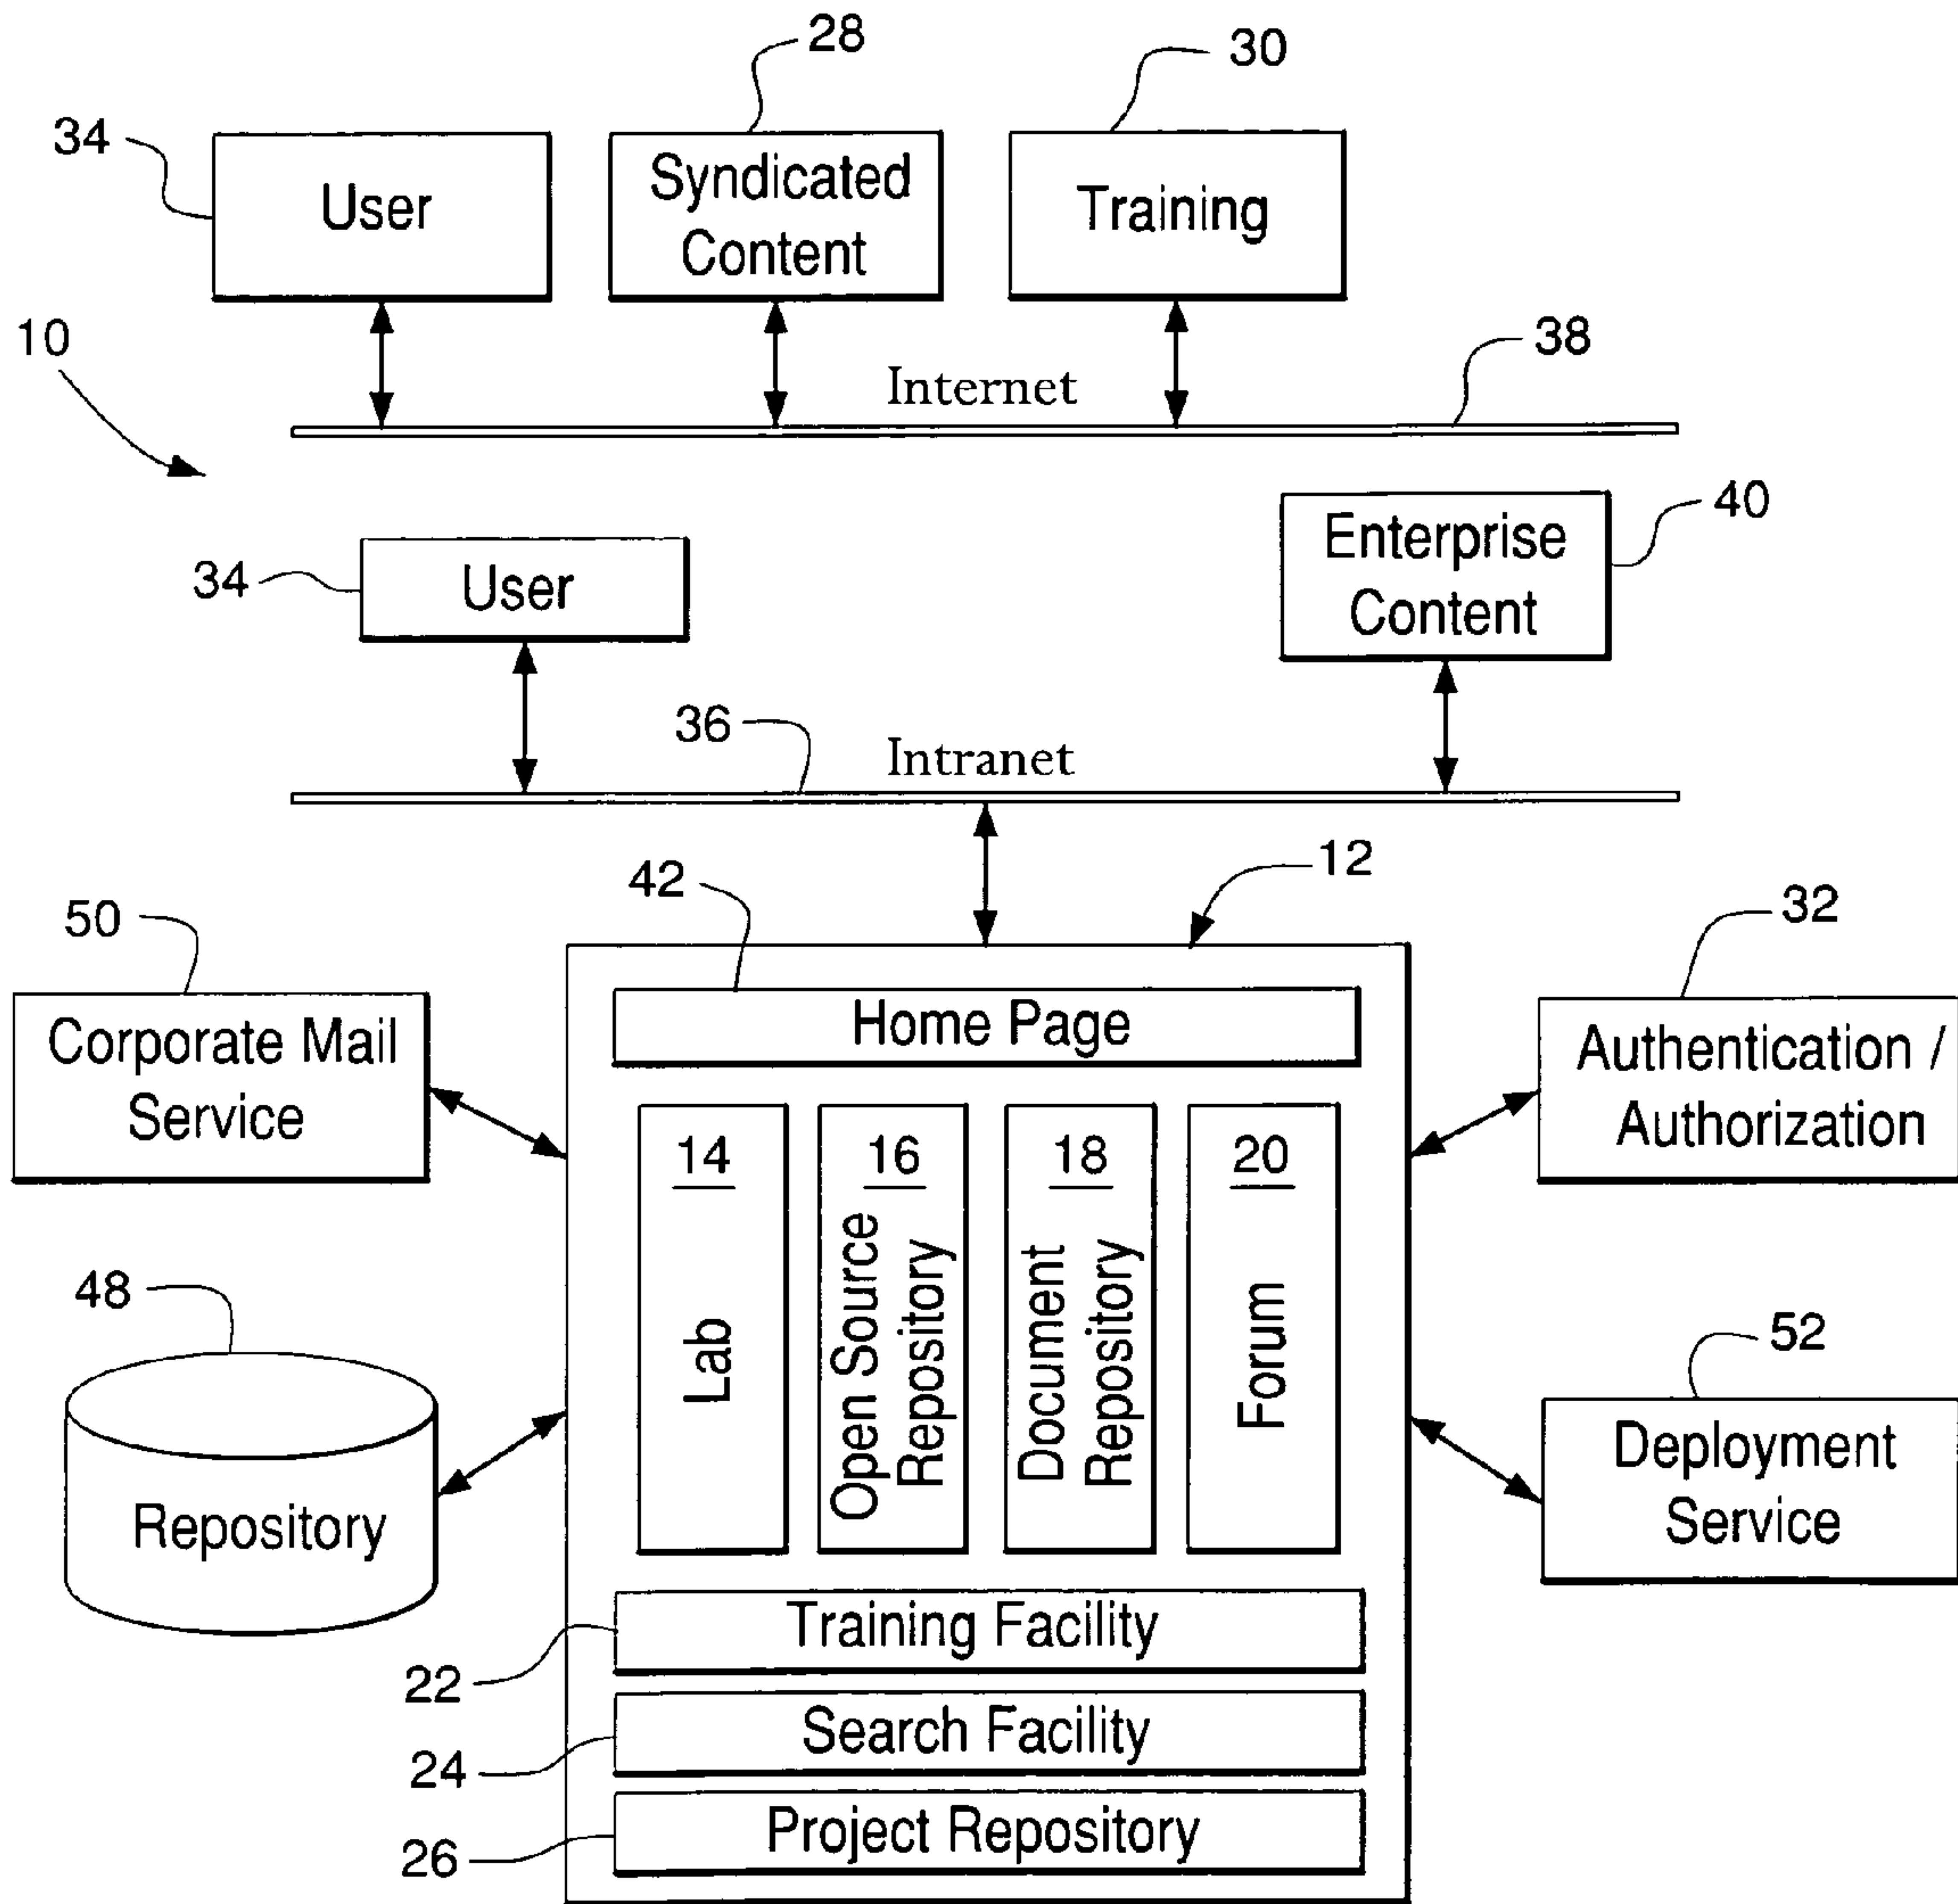 28
30
34
User
Syndicated
Content
Training
10
Internet
38
34
User
Enterprise
Content
40
36
Intranet
42
12
50
32
Corporate Mail
Service
Home Page
Authentication /
Authorization
14
16
18
20
Lab
Open Source
Repository
Document
Repository
Forum
48
Repository
52
Deployment
Service
Training Facility
22
Search Facility
24
Project Repository
26